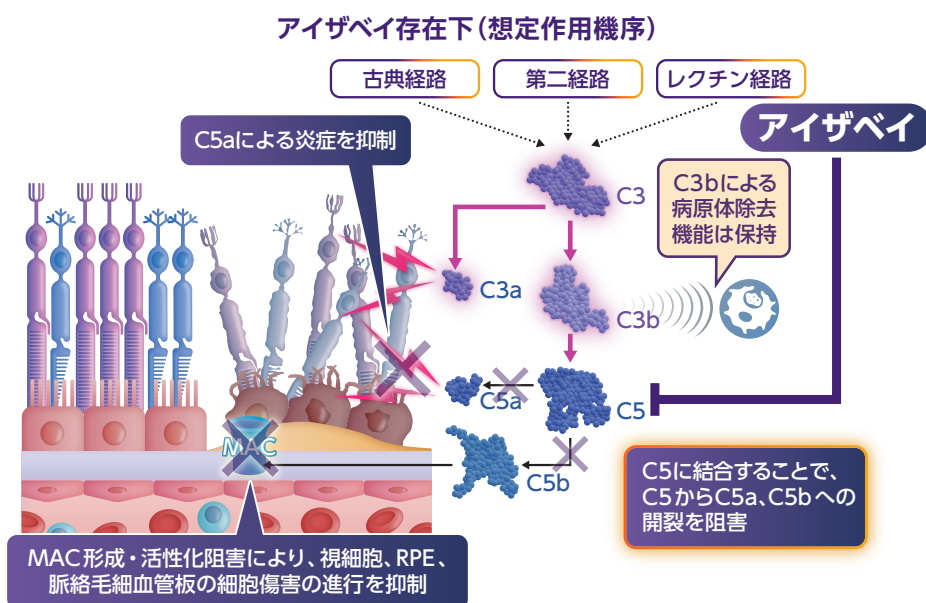 アイザベイ存在下（想定作用機序）
古典経路
第二経路
レクチン経路
アイザベイ
C5aによる炎症を抑制
C3
C3bによる
病原体除去
機能は保持
C3a
C3b
C5a
C5
MAC
C5b
C5に結合することで、
C5からC5a、C5bへの
開裂を阻害
MAC形成・活性化阻害により、視細胞、RPE、
脈絡毛細血管板の細胞傷害の進行を抑制